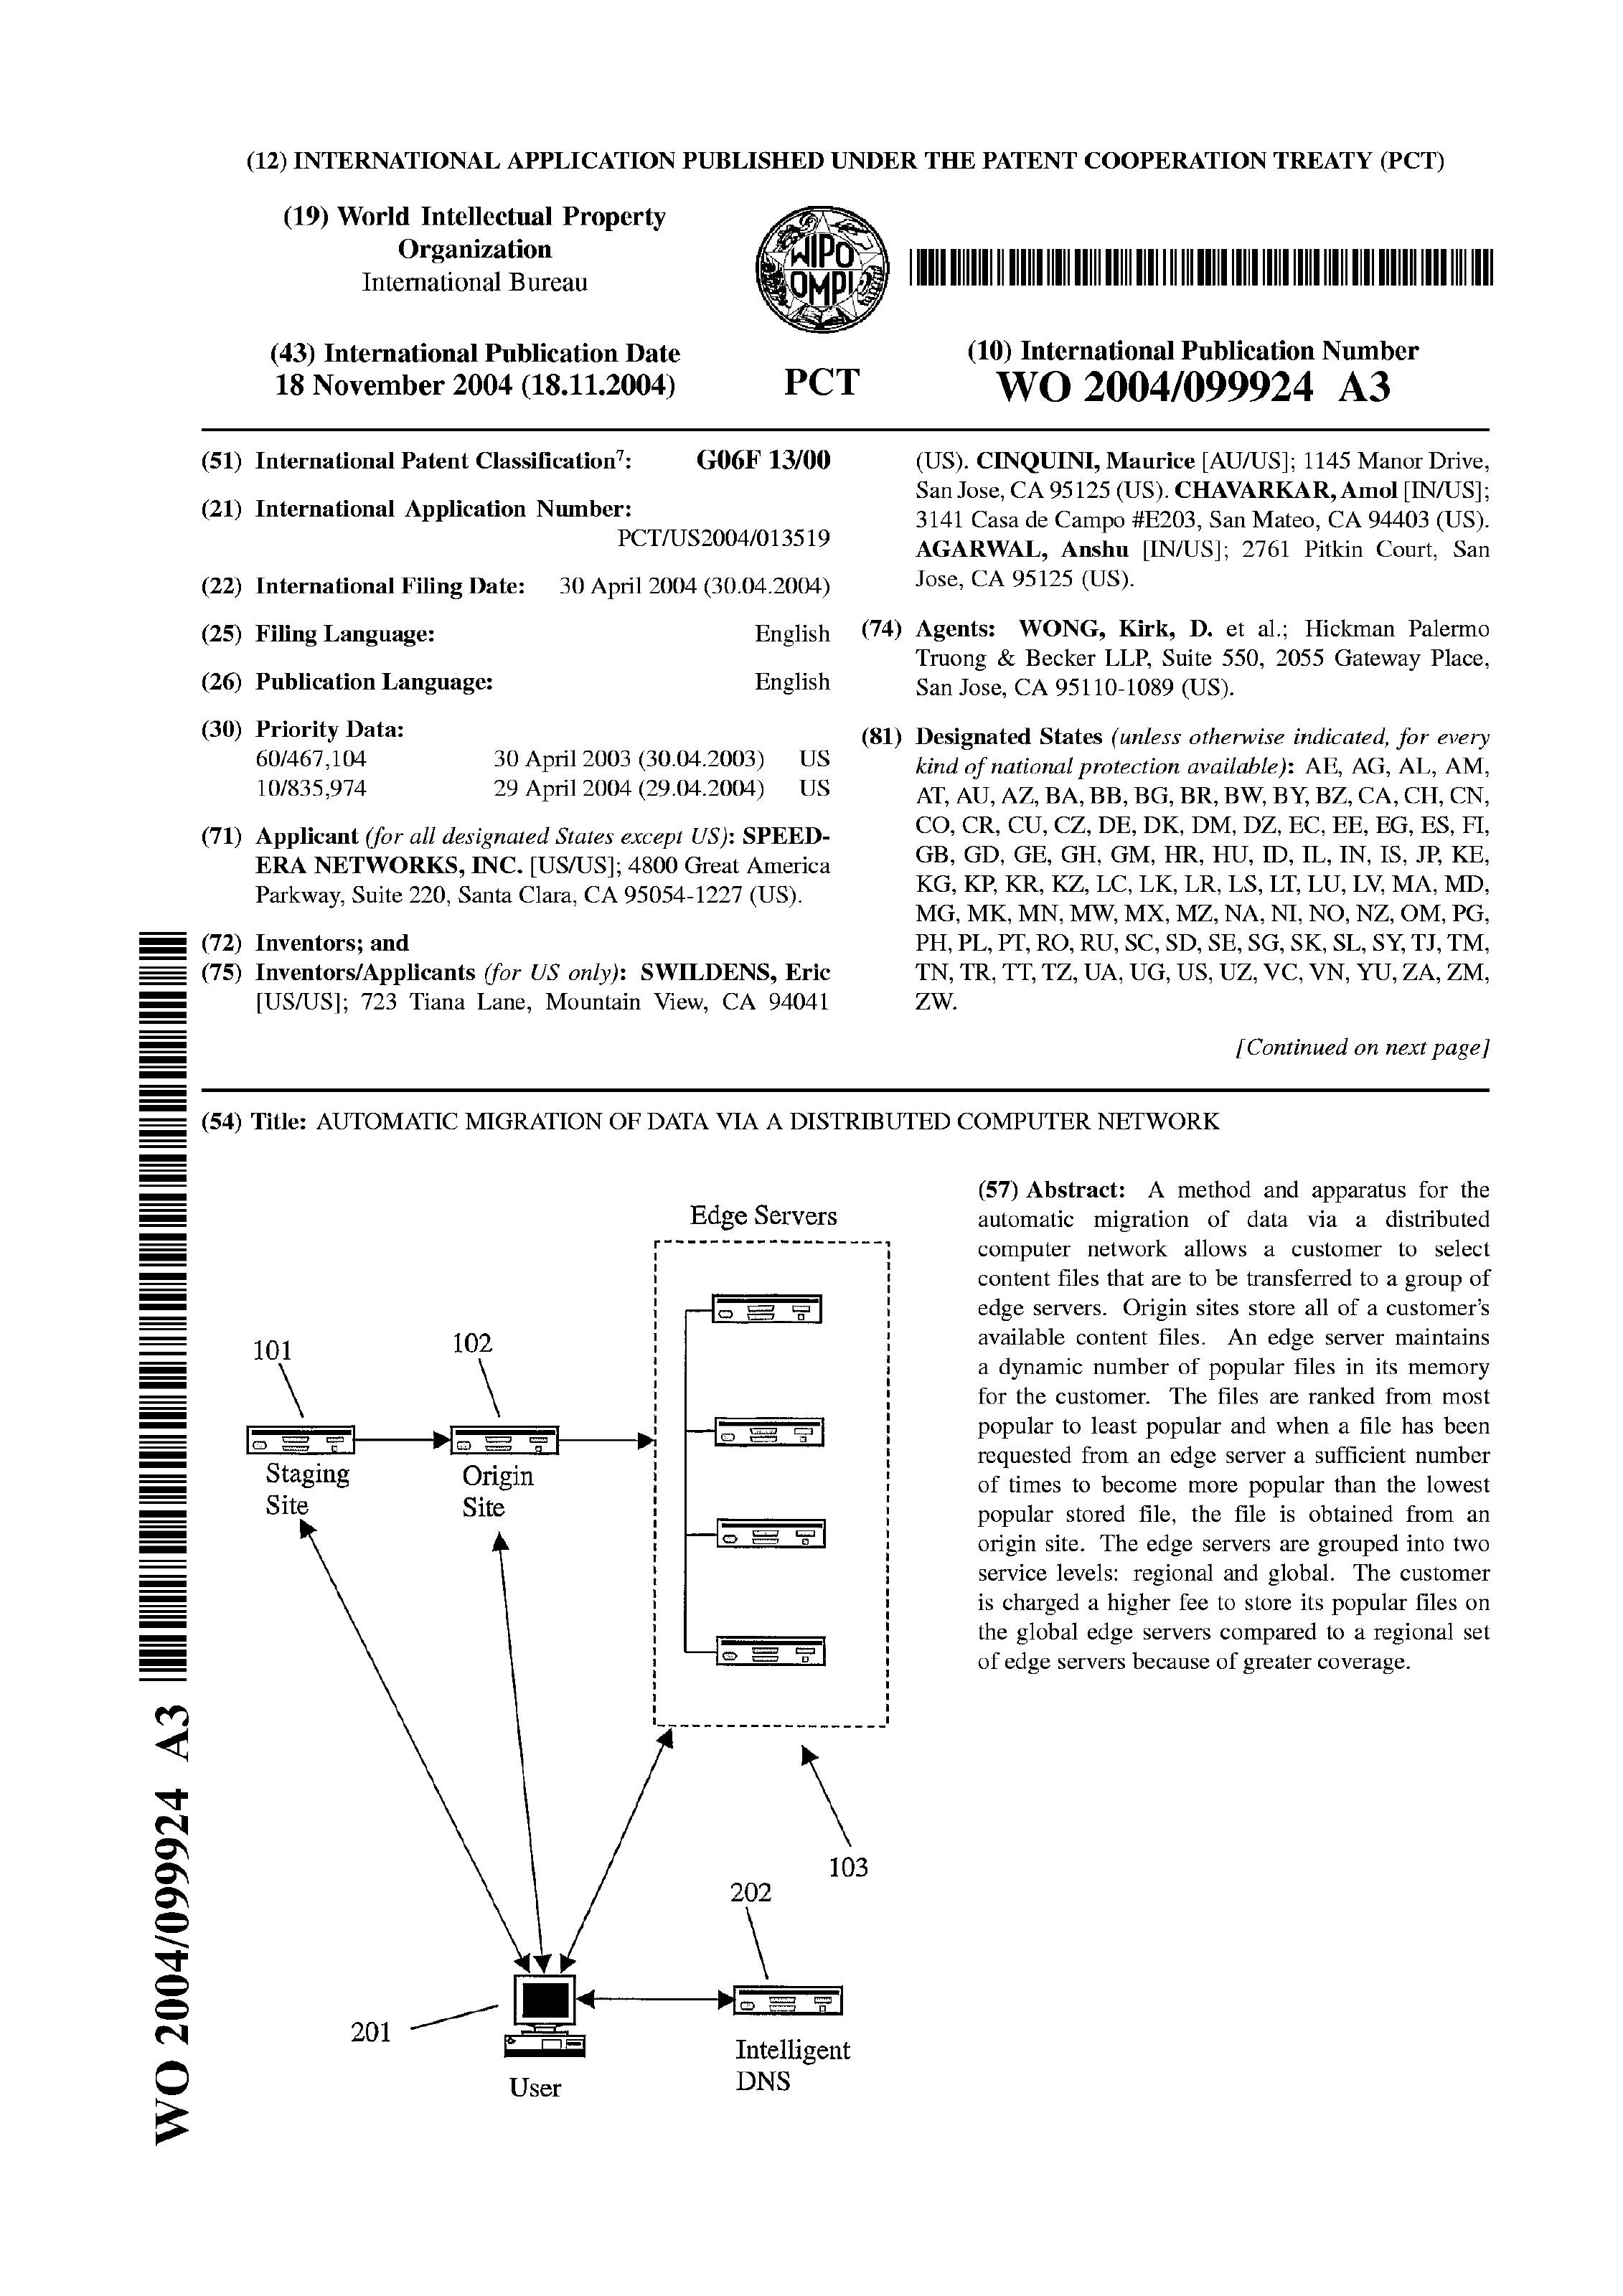 (12) INTERNATIONAL APPLICATION PUBLISHED UNDER THE PATENT COOPERATION TREATY (PCT)
(19) World Intellectual Property
Organization
International Bureau
WIPO
OMPI
(43) International Publication Date
18 November 2004 (18.11.2004)
PCT
(10) International Publication Number
WO 2004/099924 A3
(51) International Patent Classification7: G06F 13/00
(21) International Application Number:
PCT/US2004/013519
(22) International Filing Date: 30 April 2004 (30.04.2004)
(25) Filing Language: English
(26) Publication Language: English
(30) Priority Data:
60/467,104 30 April 2003 (30.04.2003) US
10/835,974 29 April 2004 (29.04.2004) US
(71) Applicant (for all designated States except US): SPEED-
ERA NETWORKS, INC. [US/US]; 4800 Great America
Parkway, Suite 220, Santa Clara, CA 95054-1227 (US).
(72) Inventors; and
(75) Inventors/Applicants (for US only): SWILDENS, Eric
[US/US]; 723 Tiana Lane, Mountain View, CA 94041
(US). CINQUINI, Maurice [AU/US]; 1145 Manor Drive,
San Jose, CA 95125 (US). CHAVARKAR, Amol [IN/US];
3141 Casa de Campo #E203, San Mateo, CA 94403 (US).
AGARWAL, Anshu [IN/US]; 2761 Pitkin Court, San
Jose, CA 95125 (US).
(74) Agents: WONG, Kirk, D. et al.; Hickman Palermo
Truong & Becker LLP, Suite 550, 2055 Gateway Place,
San Jose, CA 95110-1089 (US).
(81) Designated States (unless otherwise indicated, for every
kind of national protection available): AE, AG, AL, AM,
AT, AU, AZ, BA, BB, BG, BR, BW, BY, BZ, CA, CH, CN,
CO, CR, CU, CZ, DE, DK, DM, DZ, EC, EE, EG, ES, FI,
GB, GD, GE, GH, GM, HR, HU, ID, IL, IN, IS, JP, KE,
KG, KP, KR, KZ, LC, LK, LR, LS, LT, LU, LV, MA, MD,
MG, MK, MN, MW, MX, MZ, NA, NI, NO, NZ, OM, PG,
PH, PL, PT, RO, RU, SC, SD, SE, SG, SK, SL, SY, TJ, TM,
TN, TR, TT, TZ, UA, UG, US, UZ, VC, VN, YU, ZA, ZM,
ZW.
[Continued on next page]
(54) Title: AUTOMATIC MIGRATION OF DATA VIA A DISTRIBUTED COMPUTER NETWORK
Edge Servers
101
102
Staging
Site
Origin
Site
103
202
201
User
Intelligent
DNS
(57) Abstract: A method and apparatus for the
automatic migration of data via a distributed
computer network allows a customer to select
content files that are to be transferred to a group of
edge servers. Origin sites store all of a customer's
available content files. An edge server maintains
a dynamic number of popular files in its memory
for the customer. The files are ranked from most
popular to least popular and when a file has been
requested from an edge server a sufficient number
of times to become more popular than the lowest
popular stored file, the file is obtained from an
origin site. The edge servers are grouped into two
service levels: regional and global. The customer
is charged a higher fee to store its popular files on
the global edge servers compared to a regional set
of edge servers because of greater coverage.
WO 2004/099924 A3